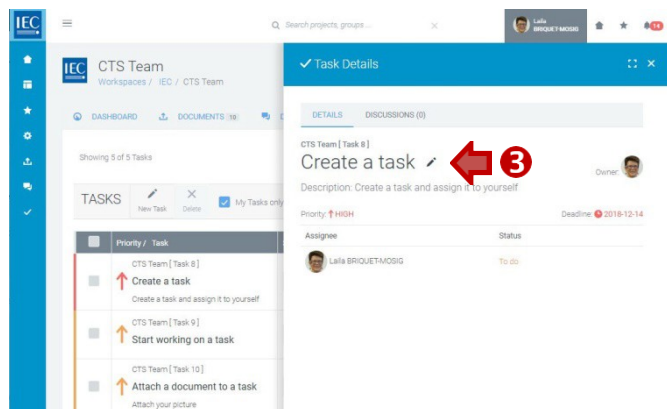 IEC
Search projects, groups ...
Laila
BRIQUET-MOSIG
14
IEC
CTS Team
Workspaces / IEC / CTS Team
DASHBOARD
DOCUMENTS 19
D
Showing 5 of 5 Tasks
TASKS
New Task
Delete
My Tasks only
Priority / Task
CTS Team [ Task 8 ]
Create a task
Create a task and assign it to yourself
CTS Team [ Task 9 ]
Start working on a task
CTS Team [ Task 10 ]
Attach a document to a task
Attach your picture
Task Details
DETAILS
DISCUSSIONS (0)
CTS Team [ Task 8 ]
Create a task
3
Owner:
Description: Create a task and assign it to yourself
Priority: HIGH
Deadline: 2018-12-14
Assignee
Status
Laila BRIQUET-MOSIG
To do